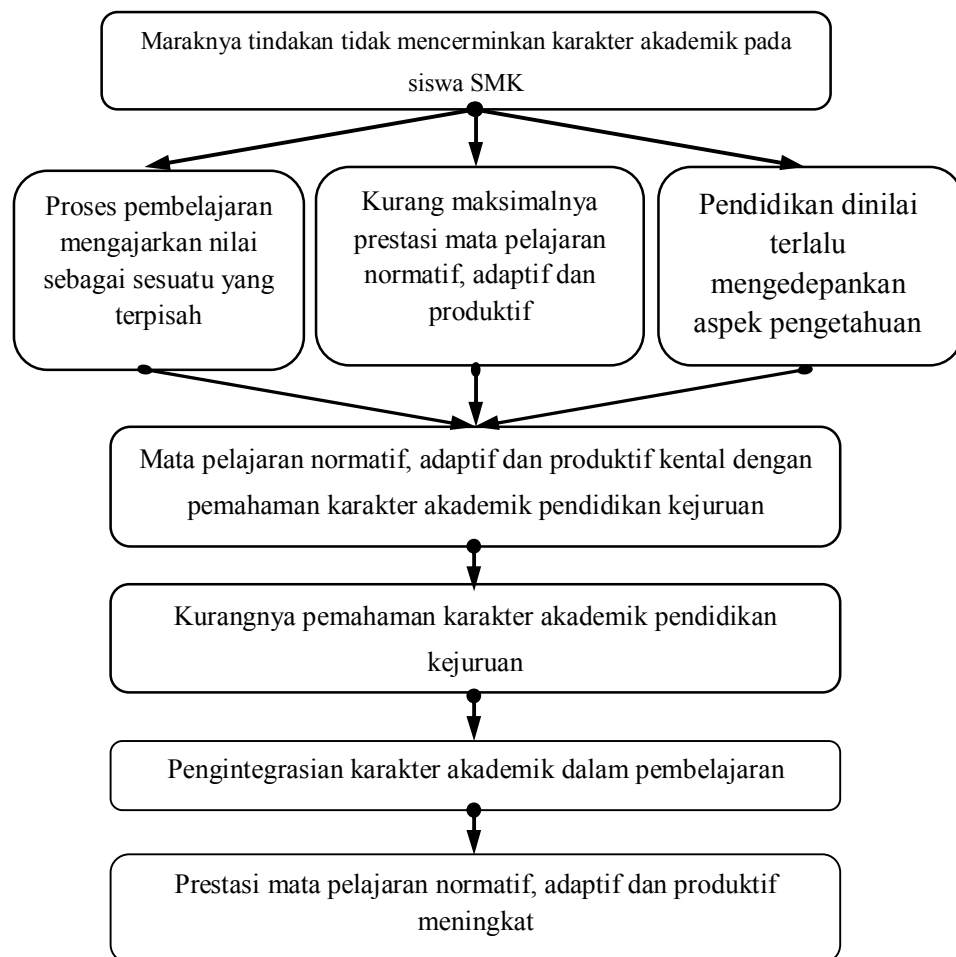 Maraknya tindakan tidak mencerminkan karakter akademik pada
siswa SMK
Proses pembelajaran
mengajarkan nilai
sebagai sesuatu yang
terpisah
Kurang maksimalnya
prestasi mata pelajaran
normatif, adaptif dan
produktif
Pendidikan dinilai
terlalu
mengedepankan
aspek pengetahuan
Mata pelajaran normatif, adaptif dan produktif kental dengan
pemahaman karakter akademik pendidikan kejuruan
Kurangnya pemahaman karakter akademik pendidikan
kejuruan
Pengintegrasian karakter akademik dalam pembelajaran
Prestasi mata pelajaran normatif, adaptif dan produktif
meningkat